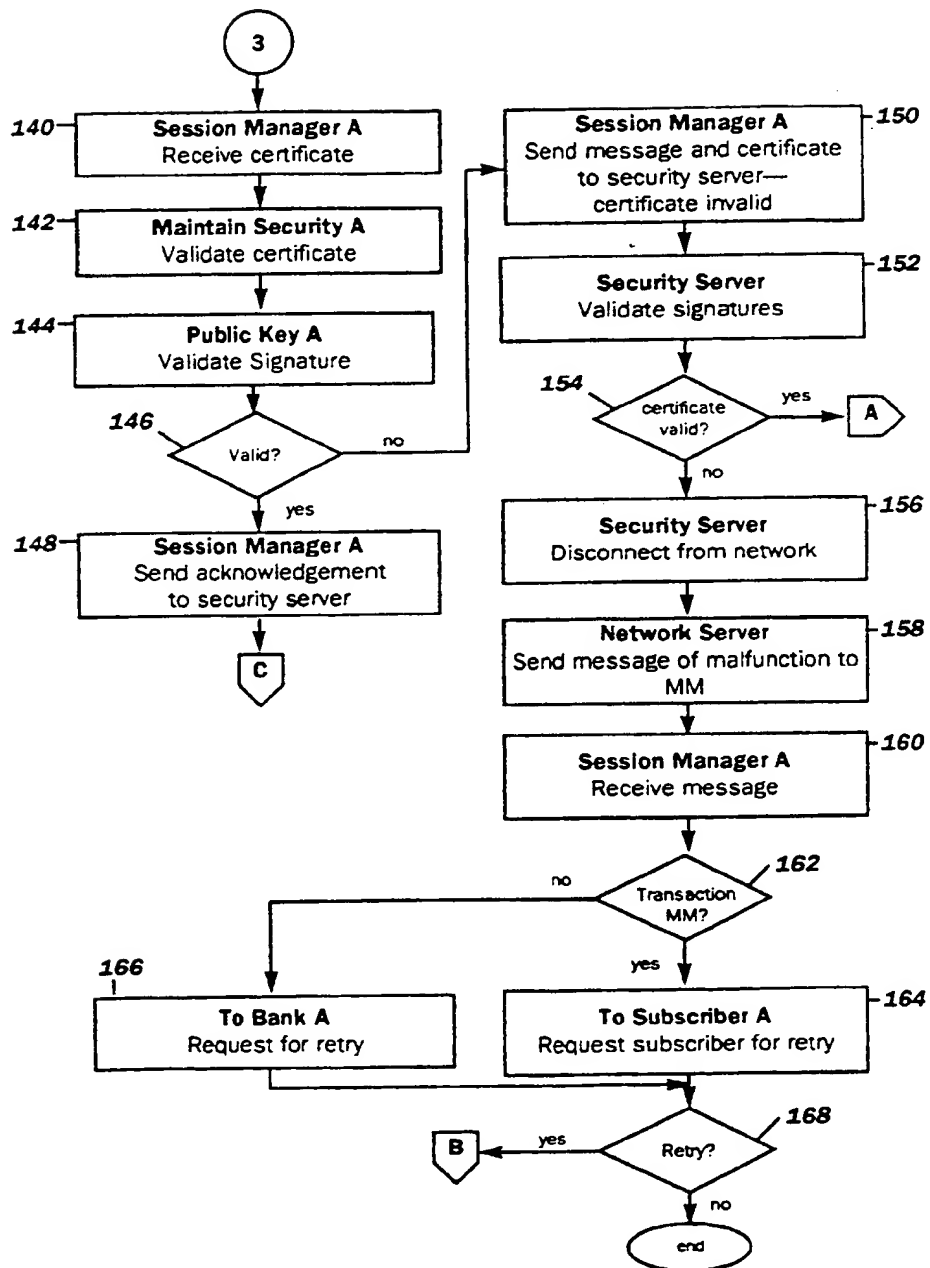 3
140
Session Manager A
Receive certificate
142
Maintain Security A
Validate certificate
144
Public Key A
Validate Signature
146
Valid?
no
yes
148
Session Manager A
Send acknowledgement
to security server
C
150
Session Manager A
Send message and certificate
to security server—
certificate invalid
152
Security Server
Validate signatures
154
certificate
valid?
yes
A
no
156
Security Server
Disconnect from network
158
Network Server
Send message of malfunction to
MM
160
Session Manager A
Receive message
162
Transaction
MM?
no
yes
166
To Bank A
Request for retry
164
To Subscriber A
Request subscriber for retry
168
Retry?
yes
B
no
end